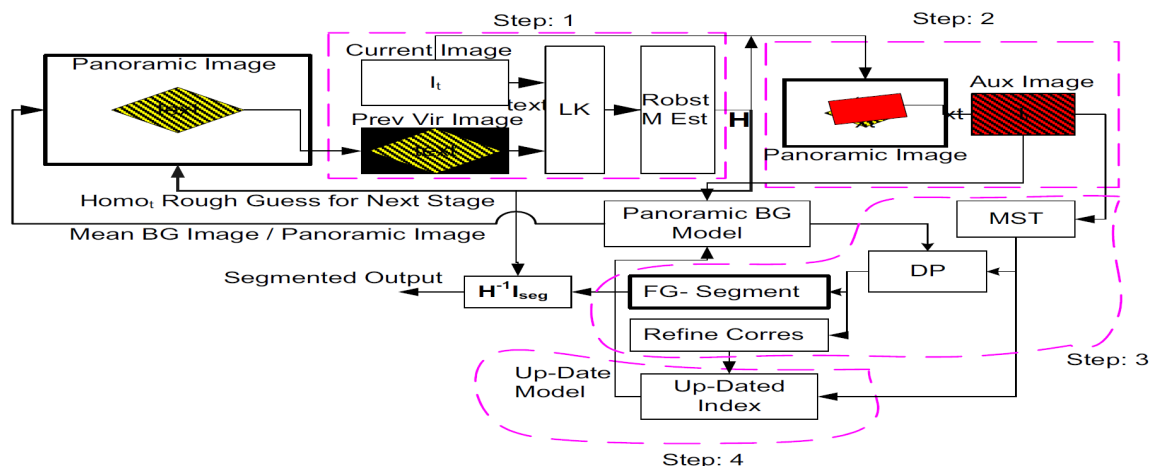 Step: 1
Step: 2
Panoramic Image
text
Current Image
It
text
Prev Vir Image
text
LK
Robst
M Est
H
Aux Image
Panoramic Image
Homot Rough Guess for Next Stage
Mean BG Image / Panoramic Image
Panoramic BG
Model
MST
DP
Segmented Output
H-1Iseg
FG- Segment
Refine Corres
Step: 3
Up-Date
Model
Up-Dated
Index
Step: 4